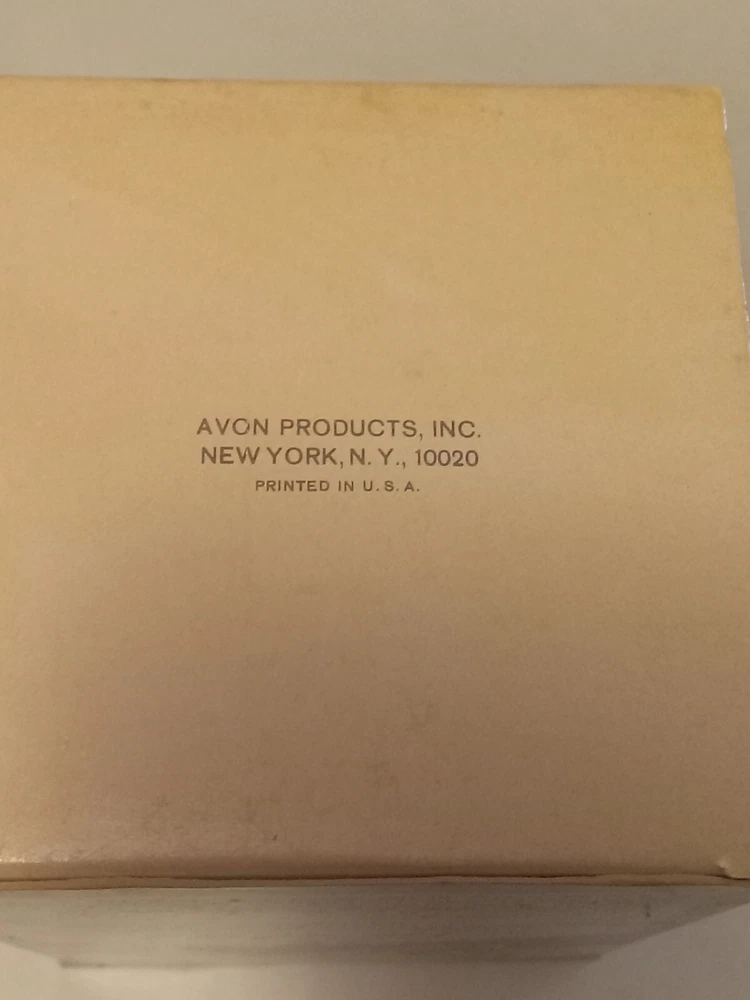 AVON PRODUCTS, INC.
NEW YORK, N. Y., 10020
PRINTED IN U. S. A.